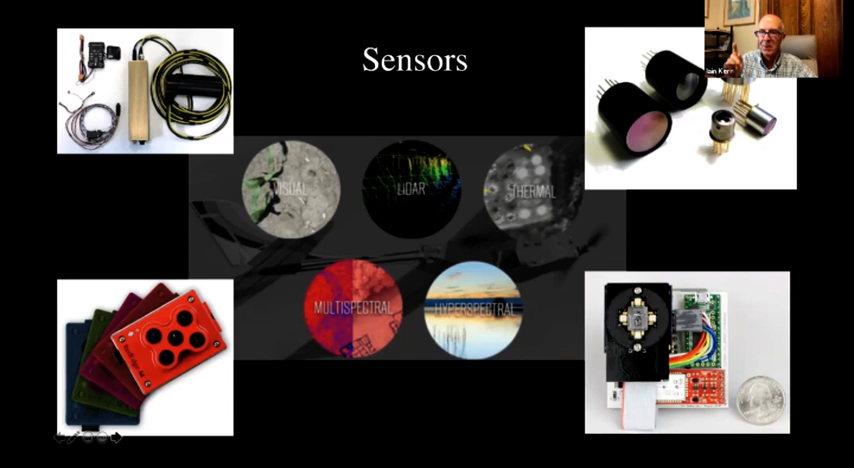 Sensors
VISUAL
LiDAR
THERMAL
MULTISPECTRAL
HYPERSPECTRAL